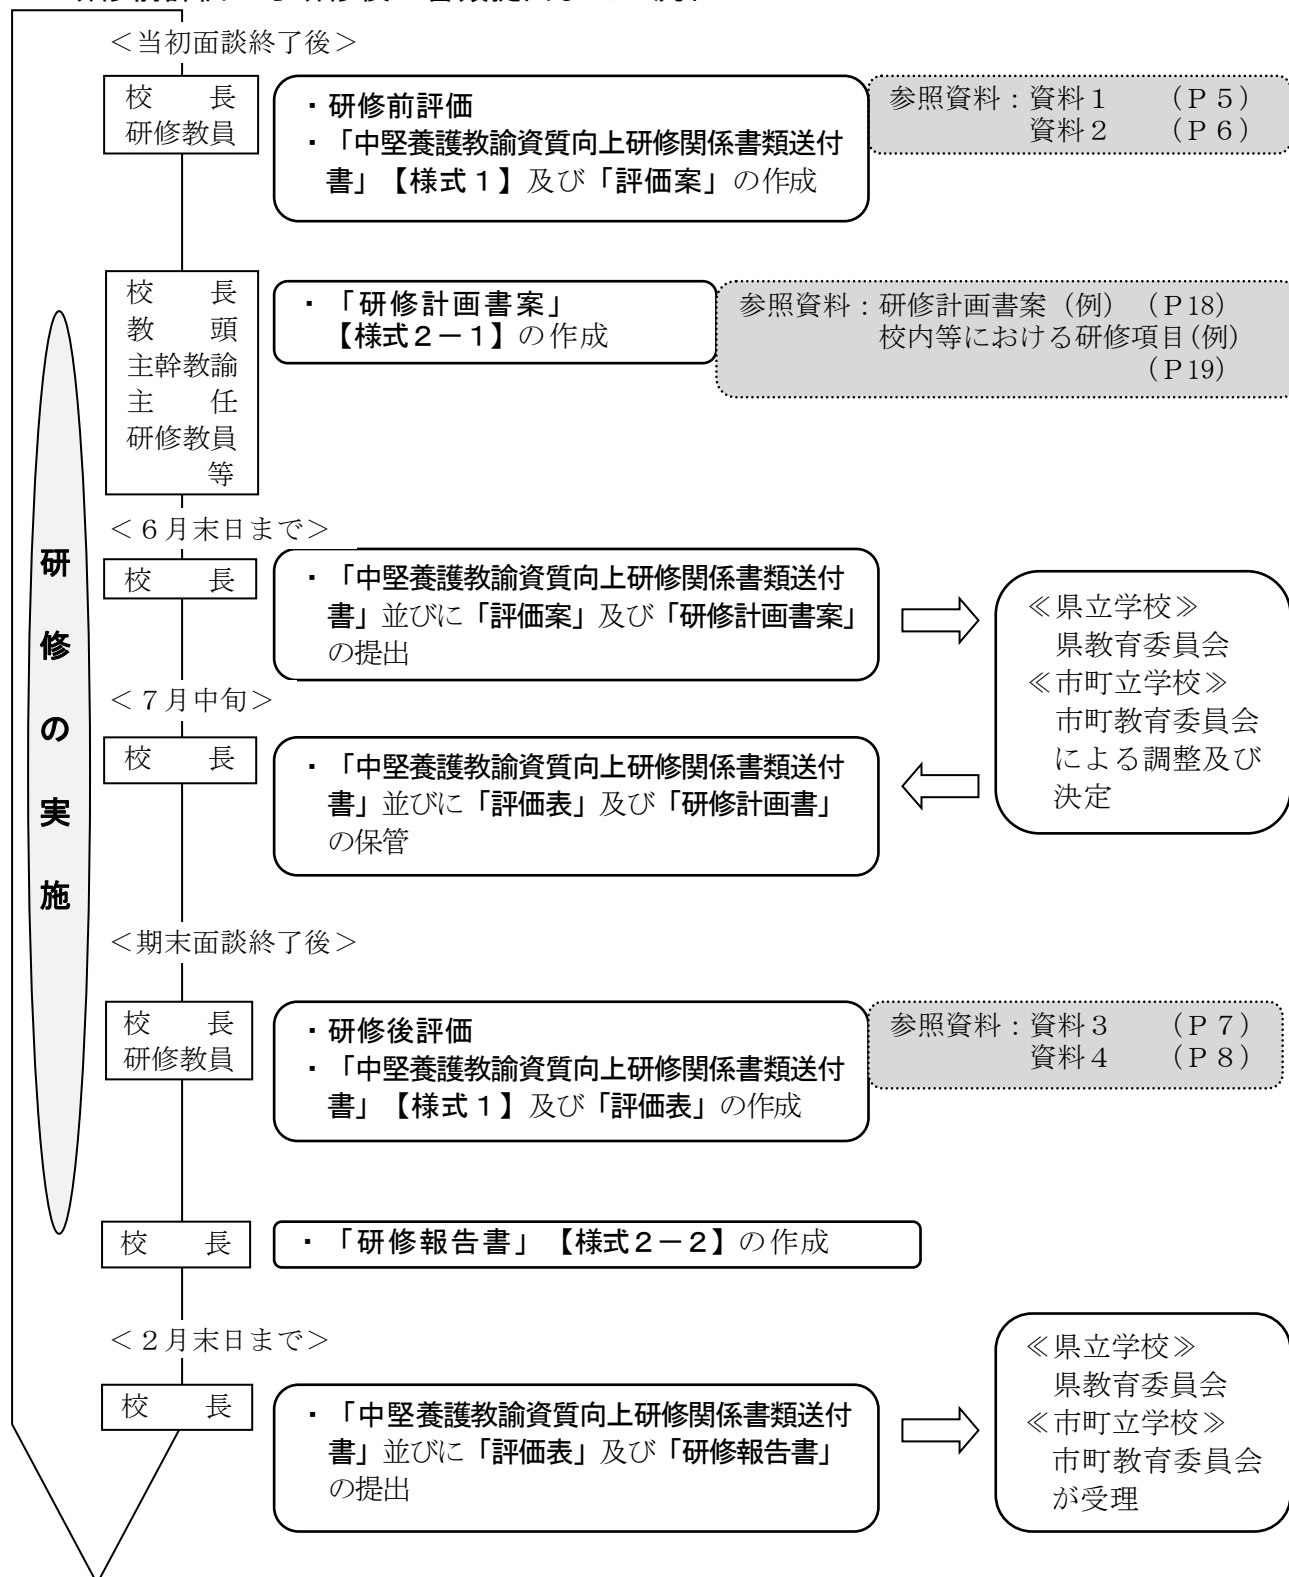 ＜当初面談終了後＞
校　　長
研修教員
・研修前評価
・「中堅養護教諭資質向上研修関係書類送付
書」【様式１】及び「評価案」の作成
参照資料：資料１　　（Ｐ５）
資料２　　（Ｐ６）
校　　長
教　　頭
主幹教諭
主　　任
研修教員
等
・「研修計画書案」
【様式２－１】の作成
参照資料：研修計画書案（例）（Ｐ18）
校内等における研修項目(例)
（Ｐ19）
＜６月末日まで＞
校　　長
・「中堅養護教諭資質向上研修関係書類送付
書」並びに「評価案」及び「研修計画書案」
の提出
≪県立学校≫
県教育委員会
≪市町立学校≫
市町教育委員会
による調整及び
決定
＜７月中旬＞
校　　長
・「中堅養護教諭資質向上研修関係書類送付
書」並びに「評価表」及び「研修計画書」
の保管
研修の実施
＜期末面談終了後＞
校　　長
研修教員
・研修後評価
・「中堅養護教諭資質向上研修関係書類送付
書」【様式１】及び「評価表」の作成
参照資料：資料３　　（Ｐ７）
資料４　　（Ｐ８）
校　　長
・「研修報告書」【様式２－２】の作成
＜２月末日まで＞
校　　長
・「中堅養護教諭資質向上研修関係書類送付
書」並びに「評価表」及び「研修報告書」
の提出
≪県立学校≫
県教育委員会
≪市町立学校≫
市町教育委員会
が受理